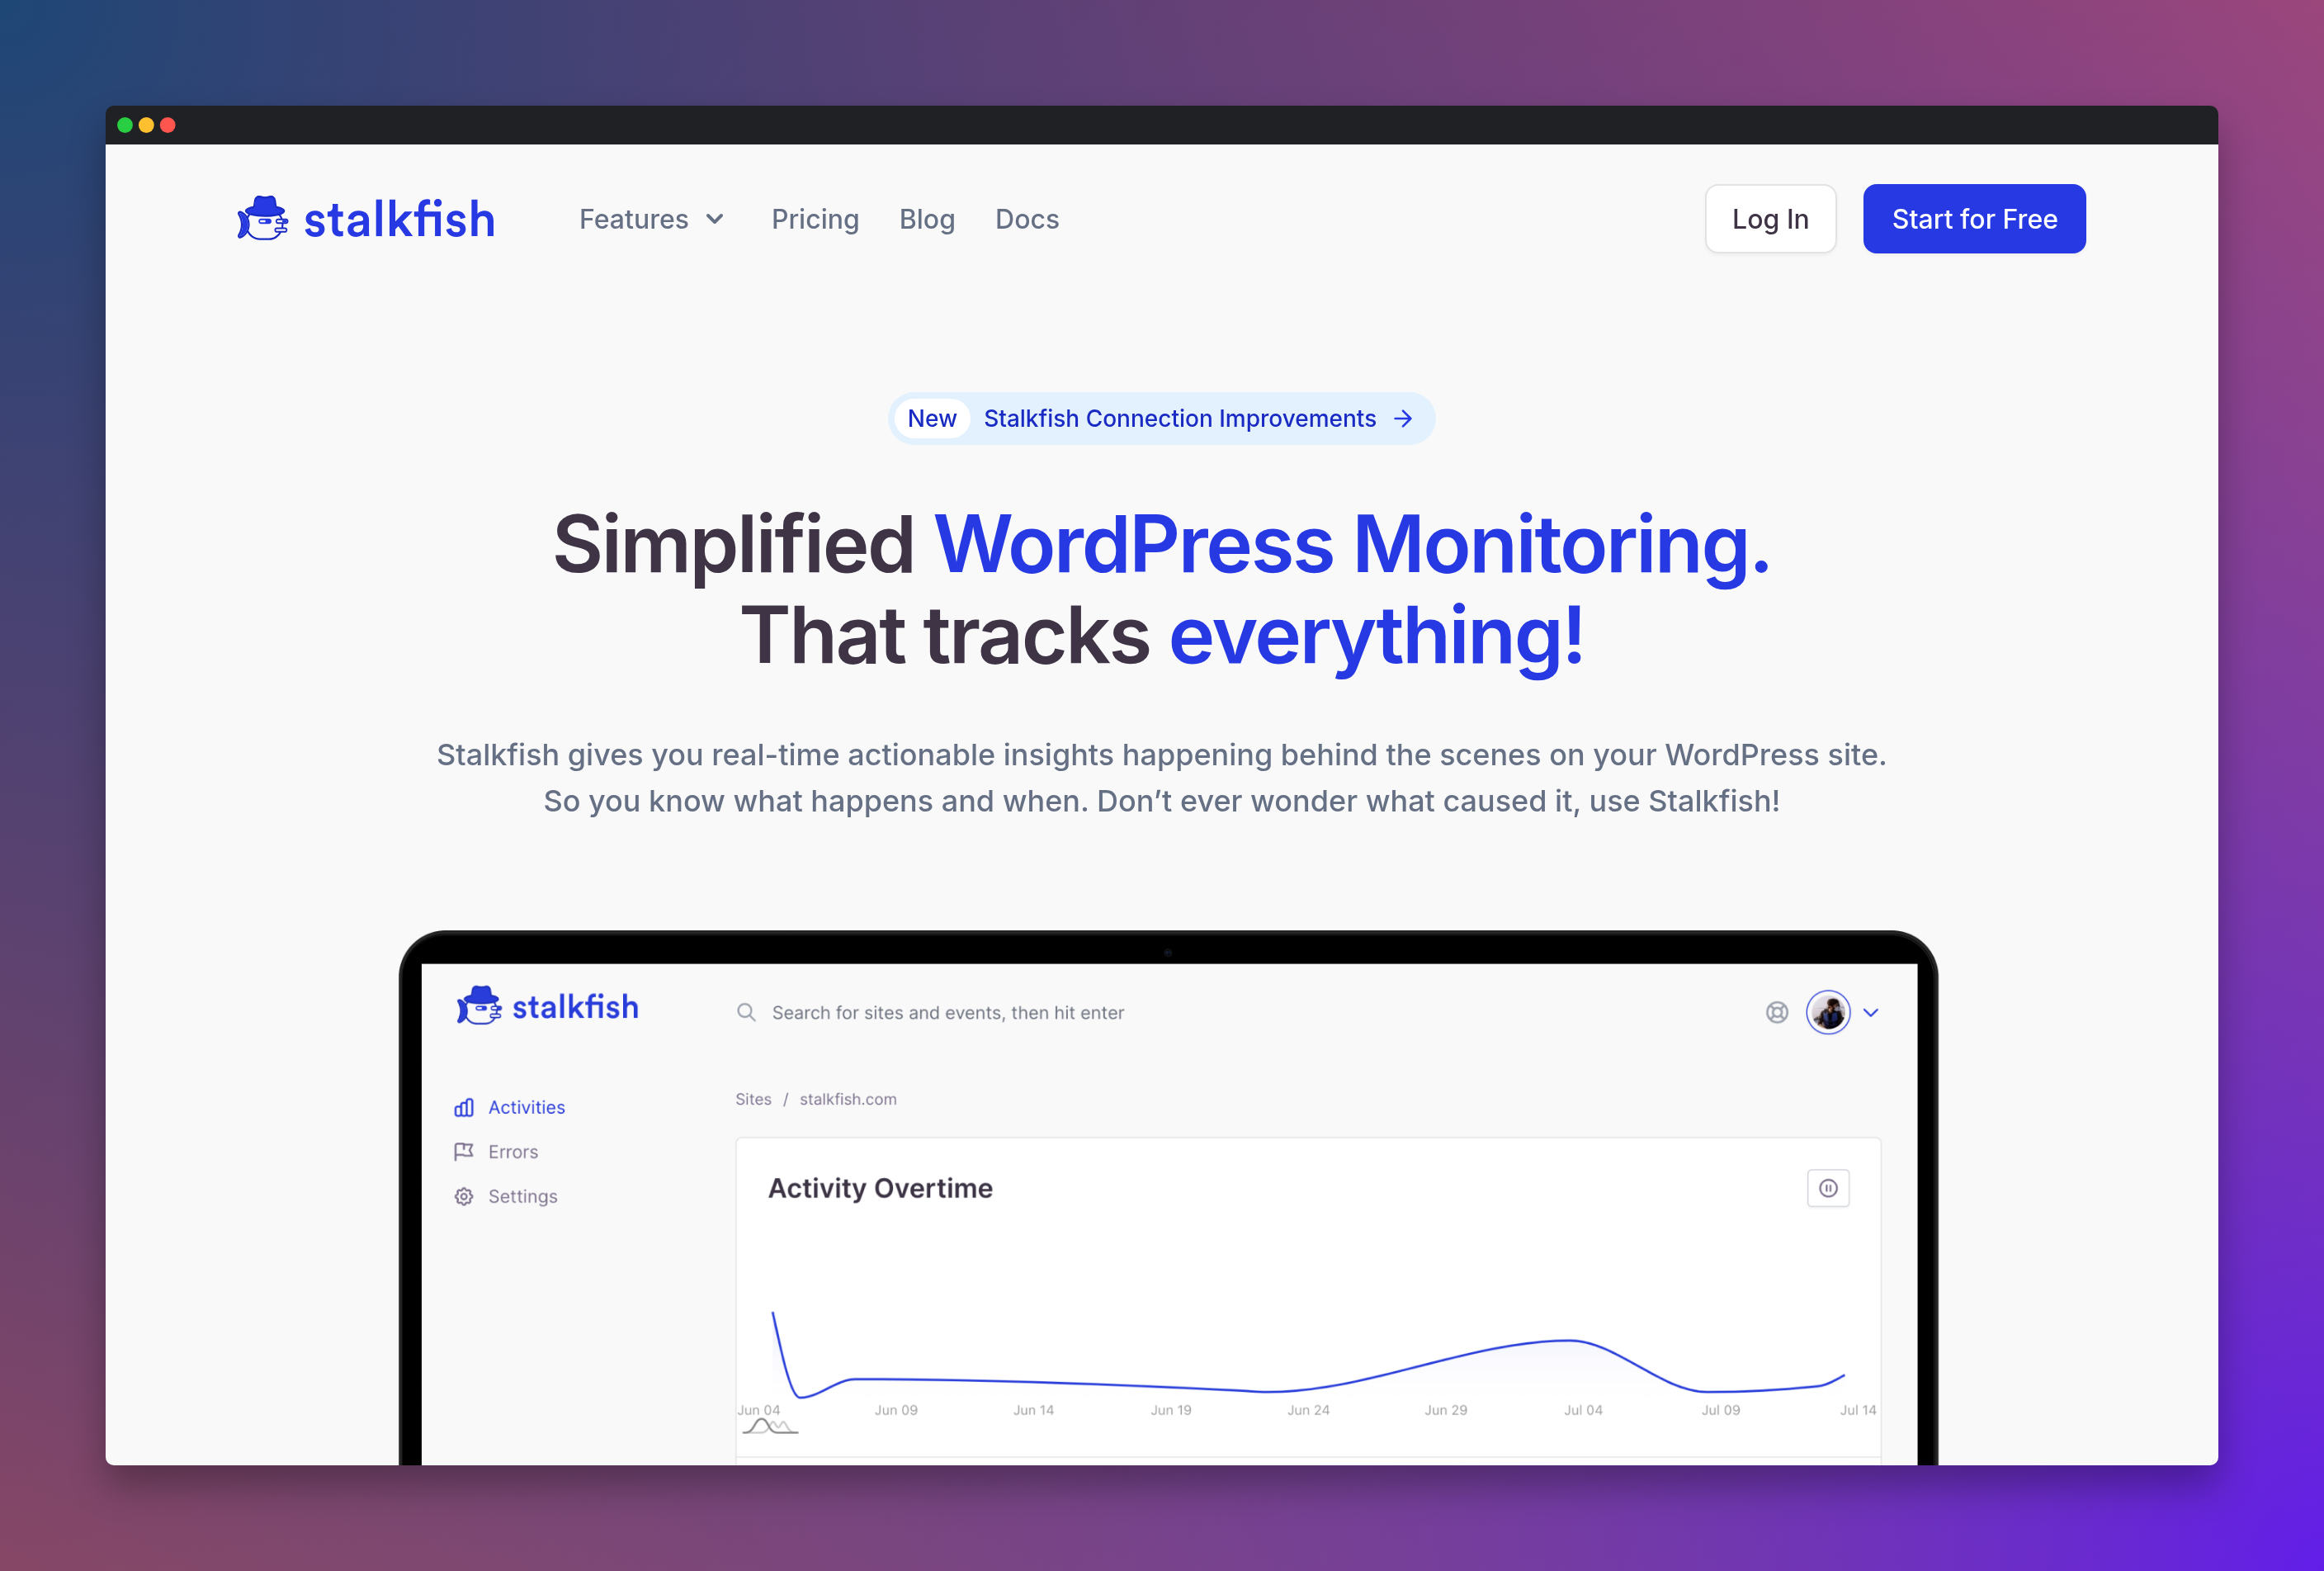 stalkfish
Features
Pricing
Blog
Docs
Log In
Start for Free
New Stalkfish Connection Improvements →
Simplified WordPress Monitoring.
That tracks everything!
Stalkfish gives you real-time actionable insights happening behind the scenes on your WordPress site.
So you know what happens and when. Don’t ever wonder what caused it, use Stalkfish!
stalkfish
Search for sites and events, then hit enter
Activities
Errors
Settings
Sites / stalkfish.com
Activity Overtime
Jun 04 Jun 09 Jun 14 Jun 19 Jun 24 Jun 29 Jul 04 Jul 09 Jul 14